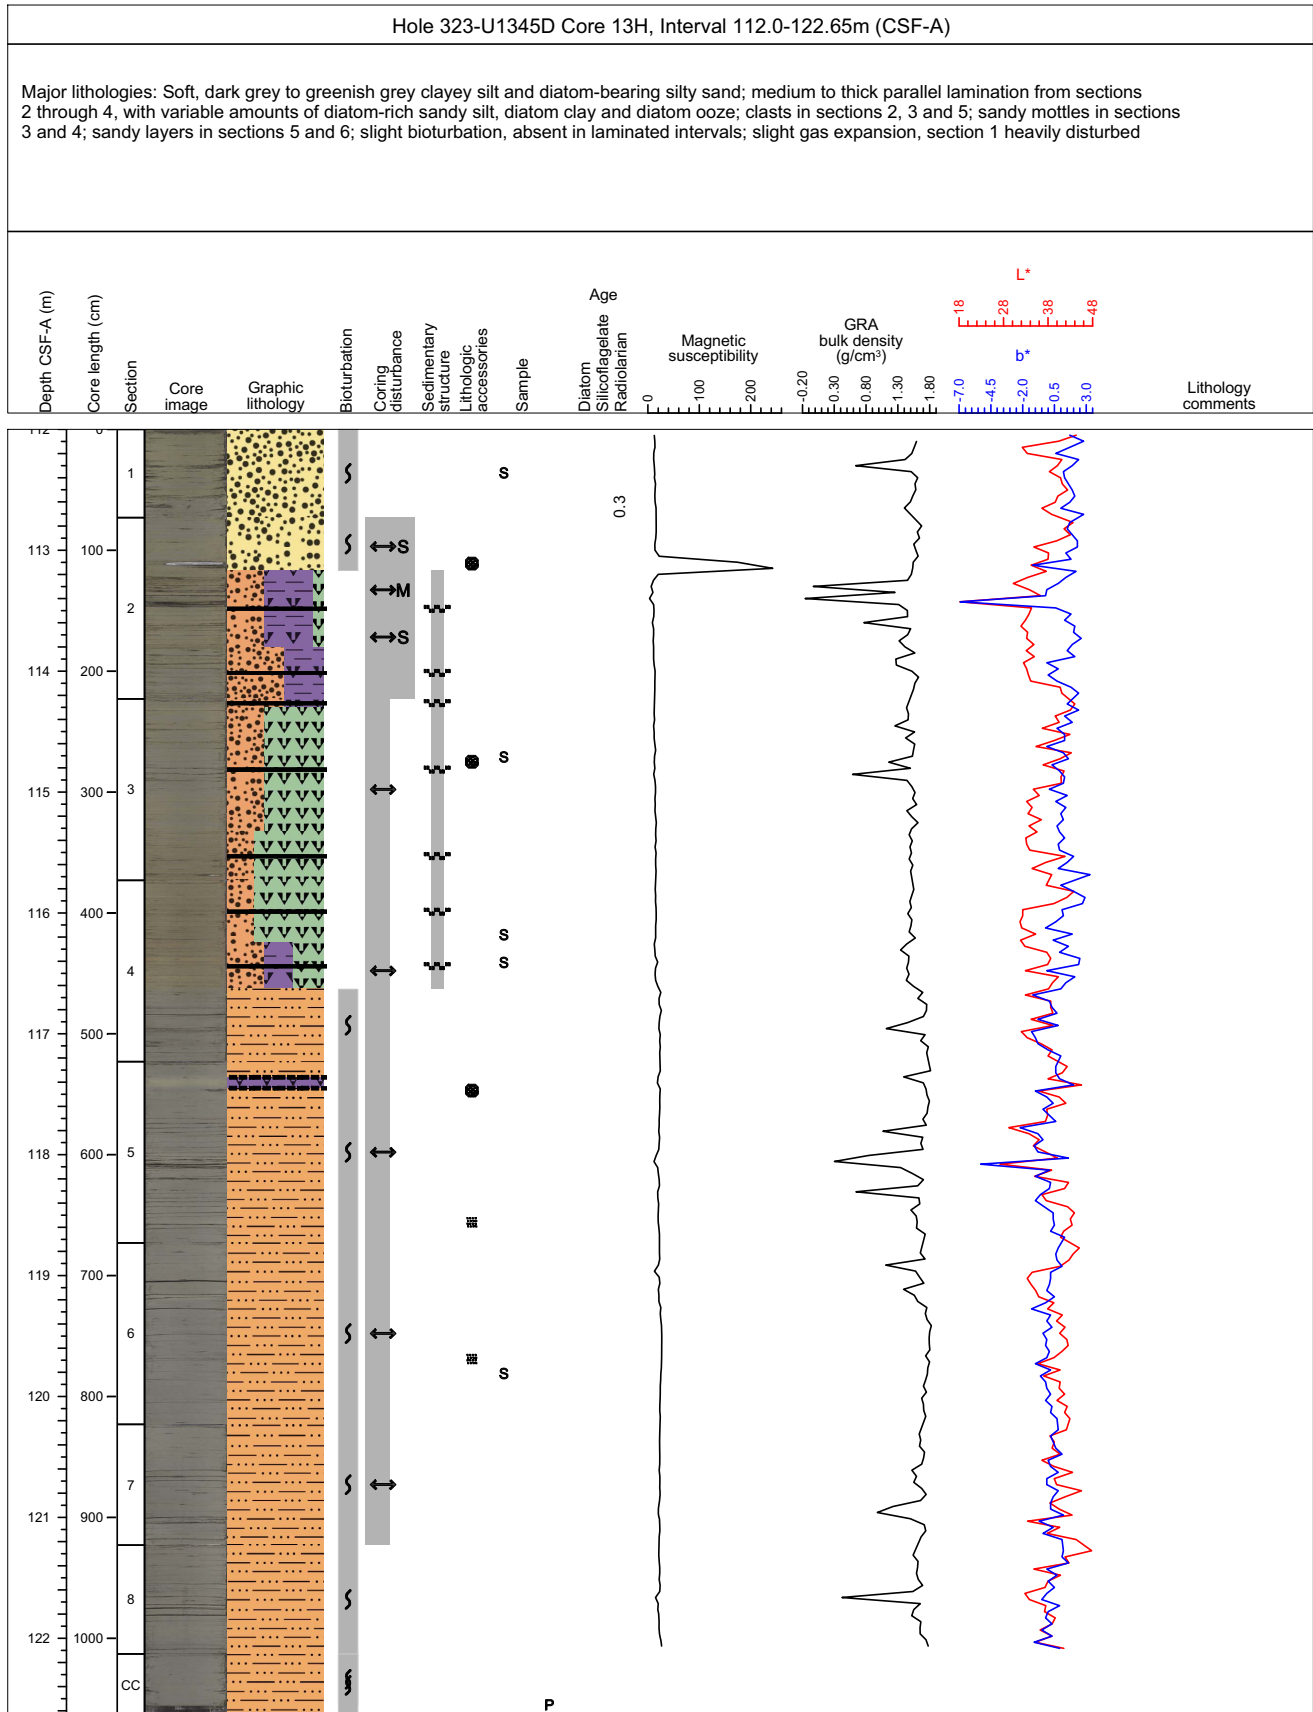 Hole 323-U1345D Core 13H, Interval 112.0-122.65m (CSF-A)
Major lithologies: Soft, dark grey to greenish grey clayey silt and diatom-bearing silty sand; medium to thick parallel lamination from sections
2 through 4, with variable amounts of diatom-rich sandy silt, diatom clay and diatom ooze; clasts in sections 2, 3 and 5; sandy mottles in sections
3 and 4; sandy layers in sections 5 and 6; slight bioturbation, absent in laminated intervals; slight gas expansion, section 1 heavily disturbed
Depth CSF-A (m)
Core length (cm)
Section
Core
image
Graphic
lithology
Bioturbation
Coring
disturbance
Sedimentary
structure
Lithologic
accessories
Sample
Age
Diatom
Silicoflagelate
Radiolarian
Magnetic
susceptibility
0 100 200
GRA
bulk density
(g/cm³)
-0.20 0.30 0.80 1.30 1.80
L*
18 28 38 48
b*
-7.0 -4.5 -2.0 0.5 3.0
Lithology
comments
112 0
1
S
0.3
113 100
S
M
2
S
114 200
S
3
115 300
116 400
S
S
4
117 500
5
118 600
119 700
6
S
120 800
7
121 900
8
122 1000
CC
P